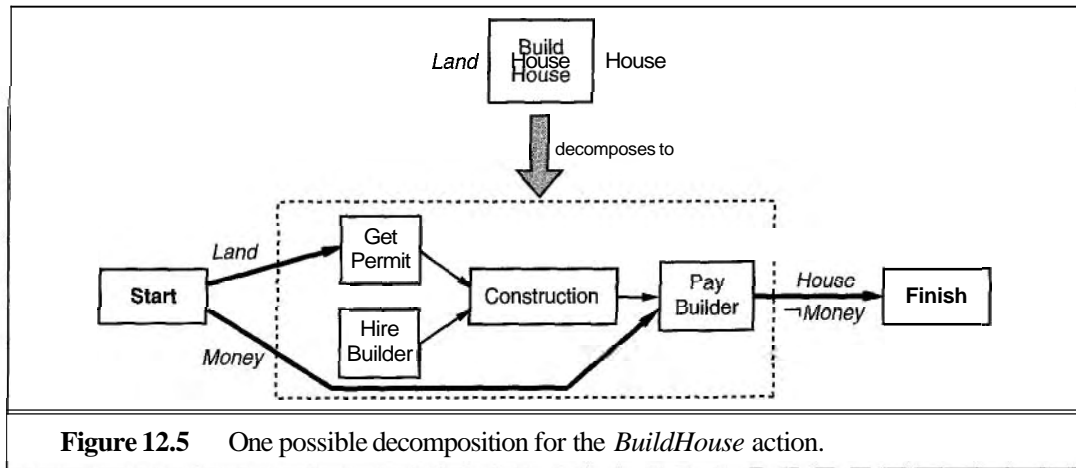 Build
Land House House
House
decomposes to
Land
Get
Permit
Start
Construction
Pay
Builder
House
¬Money
Finish
Hire
Builder
Money
Figure 12.5 One possible decomposition for the BuildHouse action.